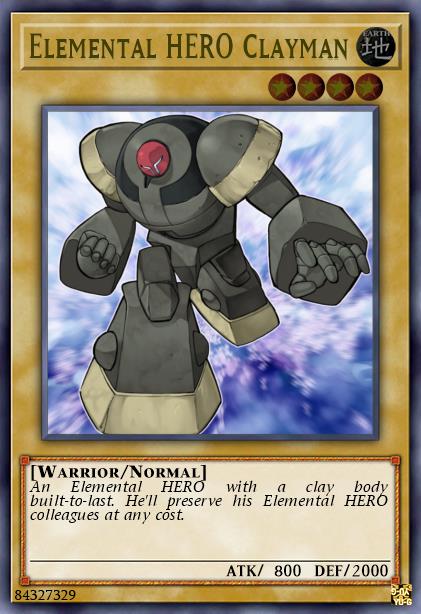 Elemental HERO Clayman
EARTH
地
[Warrior/Normal]
An Elemental HERO with a clay body
built-to-last. He'll preserve his Elemental HERO
colleagues at any cost.
ATK/ 800 DEF/2000
84327329